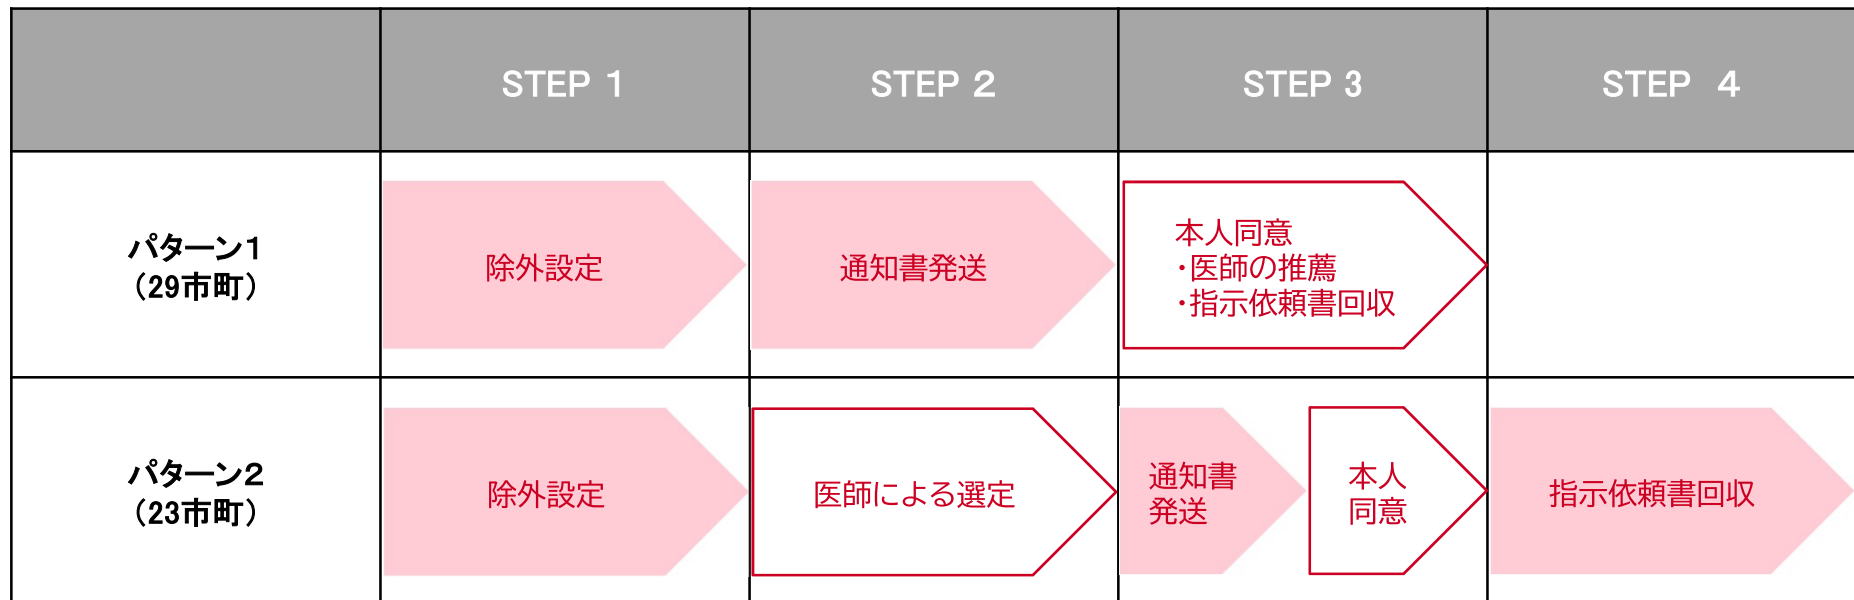 STEP 1
STEP 2
STEP 3
STEP 4
パターン1
（29市町）
除外設定
通知書発送
本人同意
・医師の推薦
・指示依頼書回収
パターン2
（23市町）
除外設定
医師による選定
通知書
発送
本人
同意
指示依頼書回収